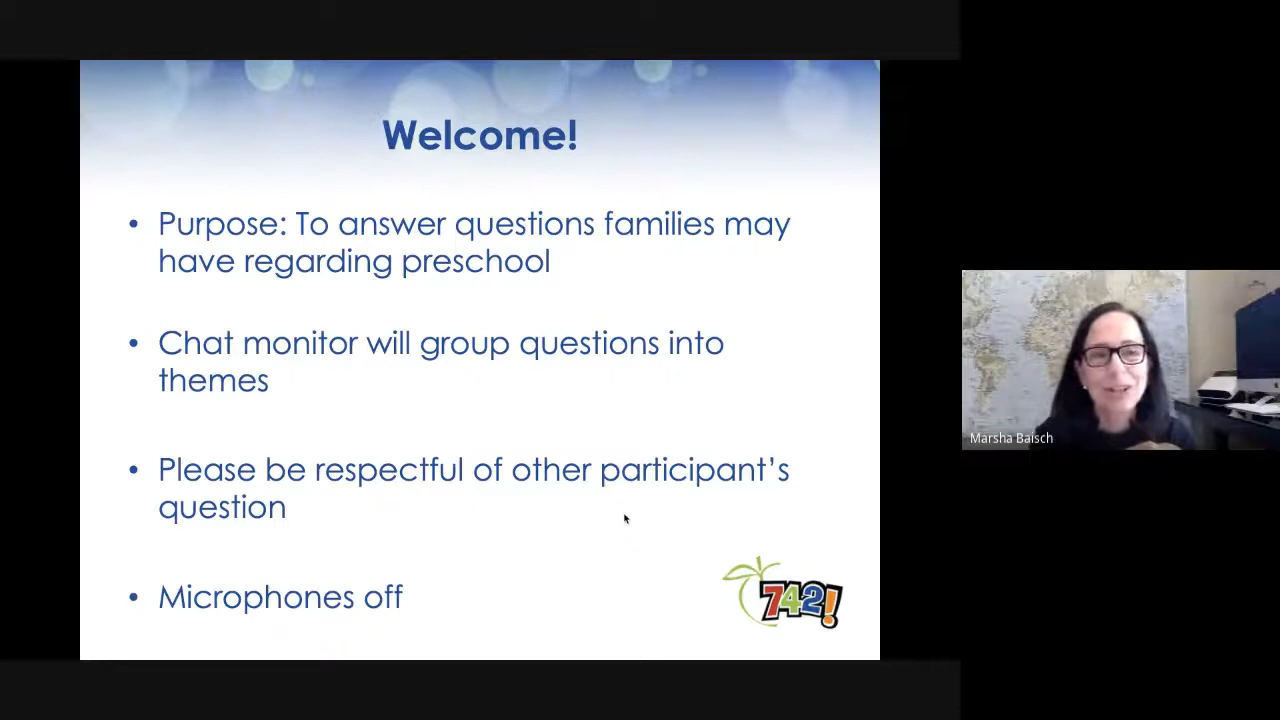 Welcome!
• Purpose: To answer questions families may
have regarding preschool
• Chat monitor will group questions into
themes
• Please be respectful of other participant’s
question
• Microphones off
742!
Marsha Baisch